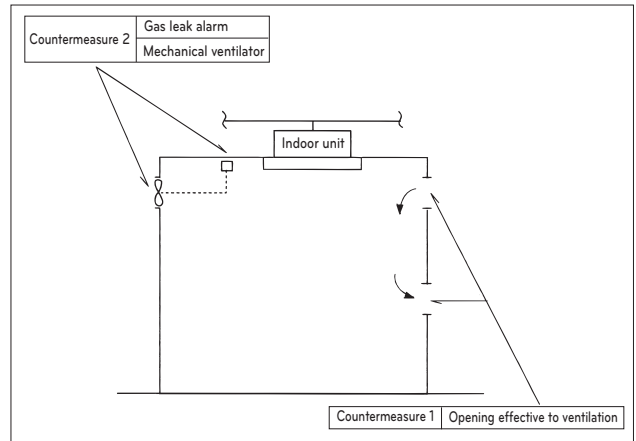 Countermeasure 2
Gas leak alarm
Mechanical ventilator
Indoor unit
Countermeasure 1
Opening effective to ventilation